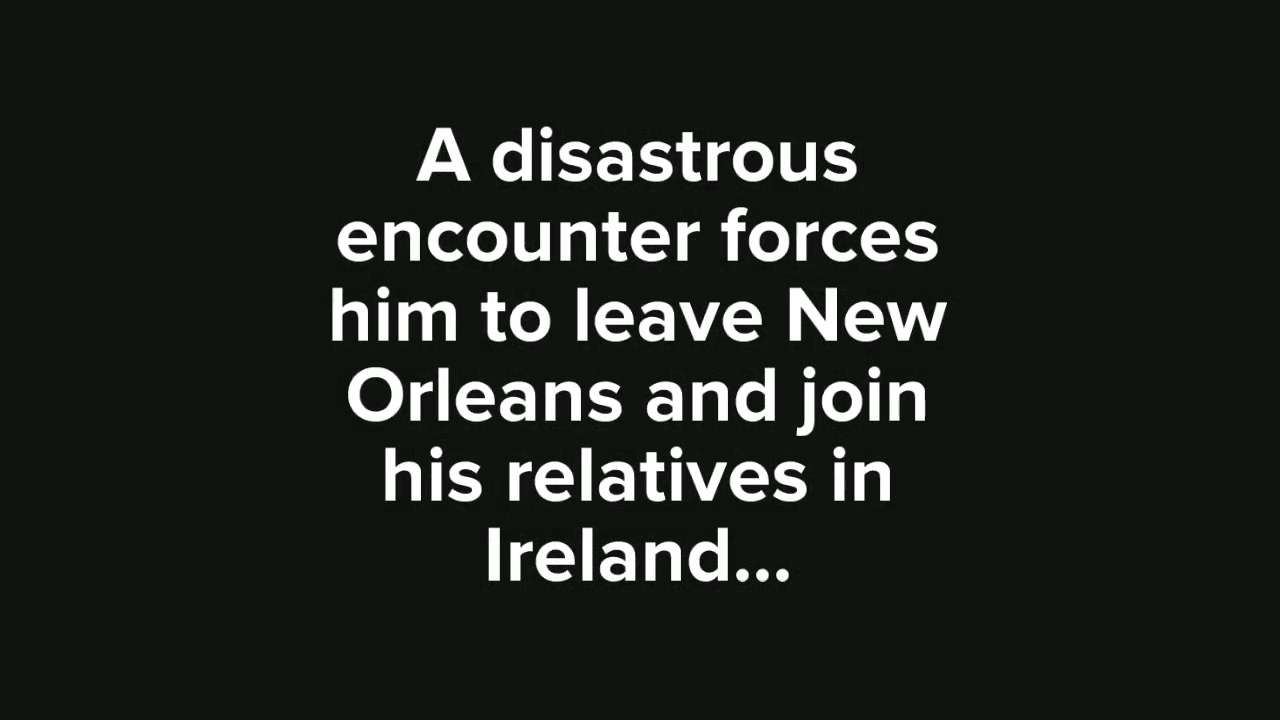 A disastrous
encounter forces
him to leave New
Orleans and join
his relatives in
Ireland...